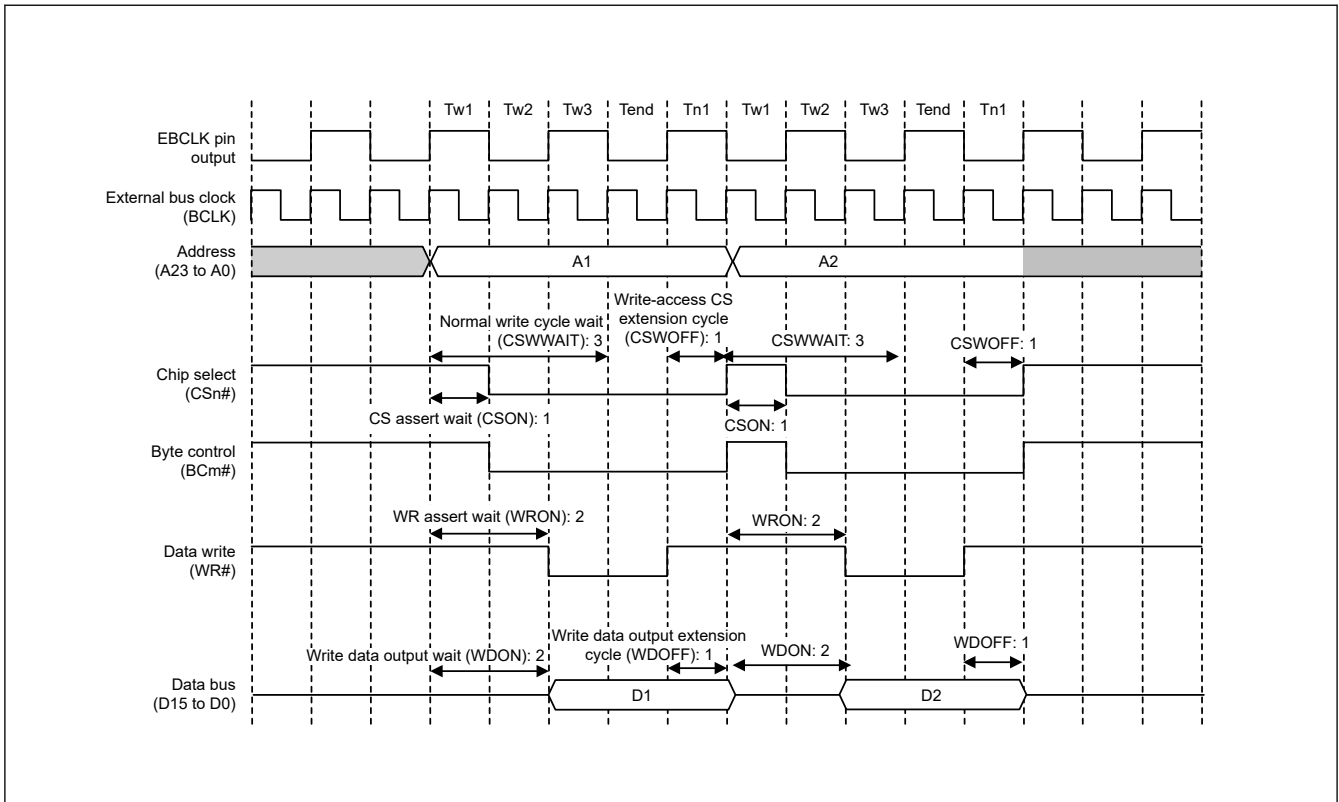 Tw1 Tw2 Tw3 Tend Tn1 Tw1 Tw2 Tw3 Tend Tn1
EBCLK pin
output
External bus clock
(BCLK)
Address
(A23 to A0)
A1
A2
Normal write cycle wait
(CSWWAIT): 3
Write-access CS
extension cycle
(CSWOFF): 1
CSWWAIT: 3
CSWOFF: 1
Chip select
(CSn#)
CS assert wait (CSON): 1
CSON: 1
Byte control
(BCm#)
WR assert wait (WRON): 2
WRON: 2
Data write
(WR#)
Write data output wait (WDON): 2
Write data output extension
cycle (WDOFF): 1
WDON: 2
WDOFF: 1
Data bus
(D15 to D0)
D1
D2